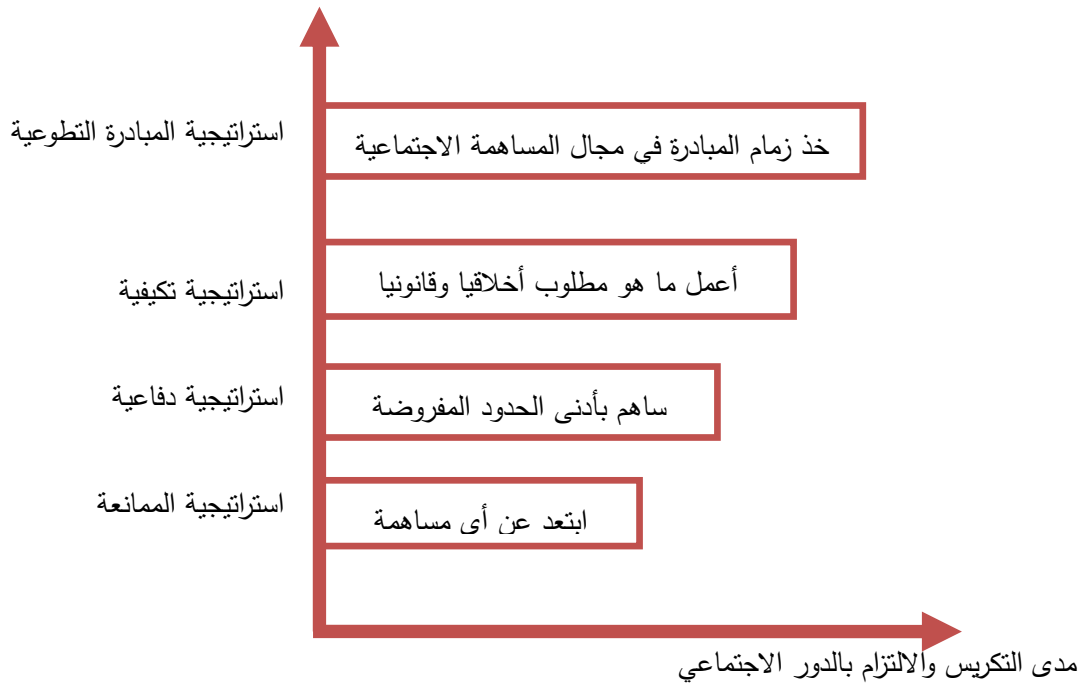 استراتيجية المبادرة التطوعية
خذ زمام المبادرة في مجال المساهمة الاجتماعية
استراتيجية تكيفية
أعمل ما هو مطلوب أخلاقيا وقانونيا
استراتيجية دفاعية
ساهم بأدنى الحدود المفروضة
استراتيجية الممانعة
ابتعد عن أي مساهمة
مدى التكريس والالتزام بالدور الاجتماعي